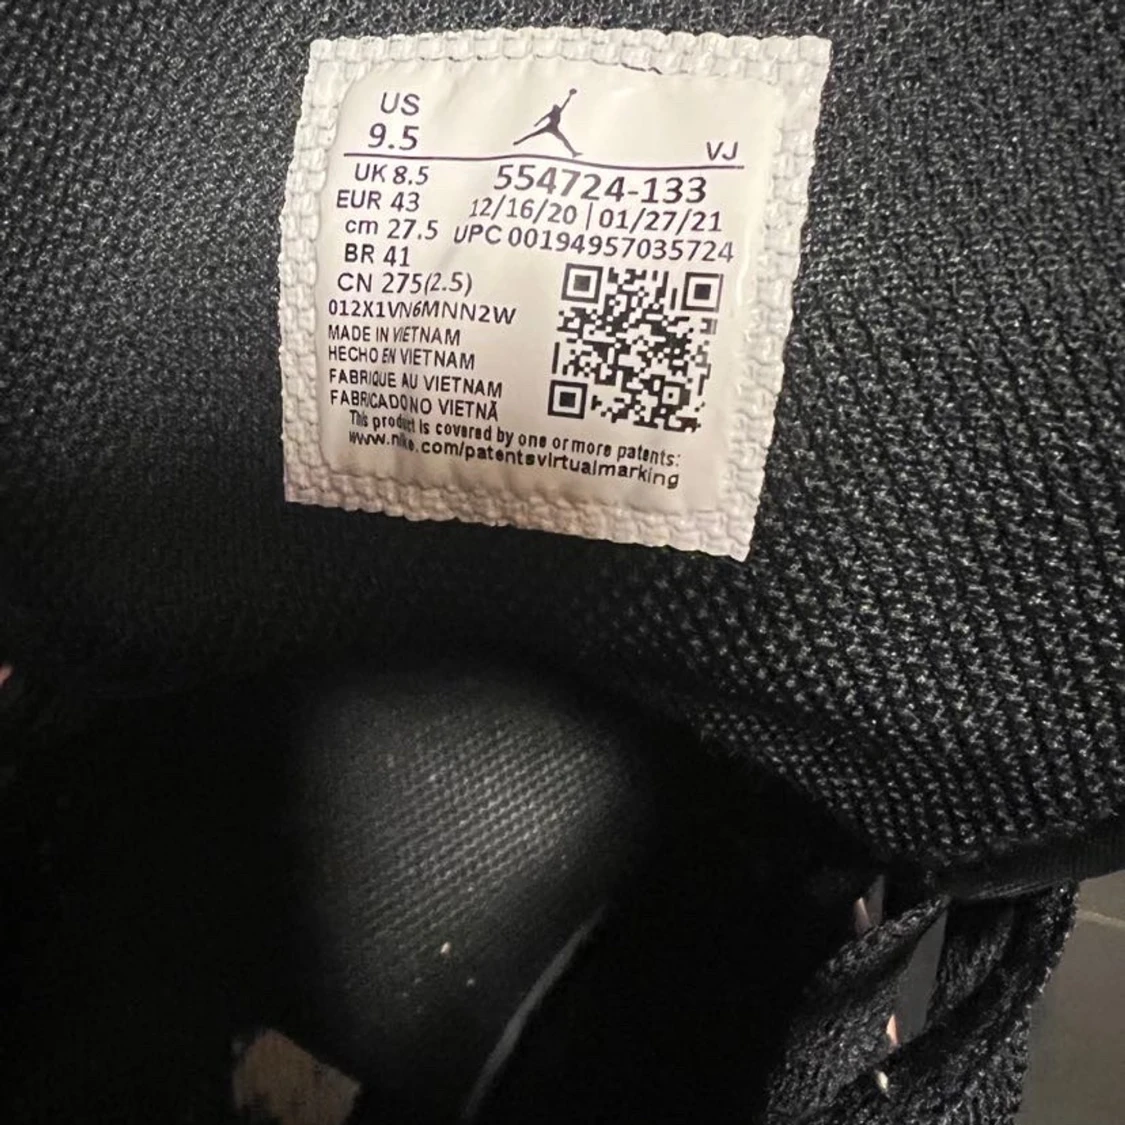 US
9.5
VJ
UK 8.5
554724-133
EUR 43
12/16/20 | 01/27/21
cm 27.5
UPC 00194957035724
BR 41
CN 275(2.5)
012X1VN6MNN2W
MADE IN VIETNAM
HECHO EN VIETNAM
FABRIQUE AU VIETNAM
FABRICADO NO VIETNÃ
This product is covered by one or more patents:
www.nike.com/patentsvirtualmarking